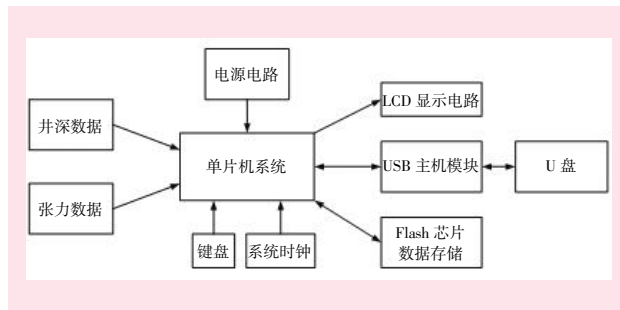 电源电路
LCD 显示电路
井深数据
单片机系统
USB 主机模块
U 盘
张力数据
键盘
系统时钟
Flash 芯片
数据存储